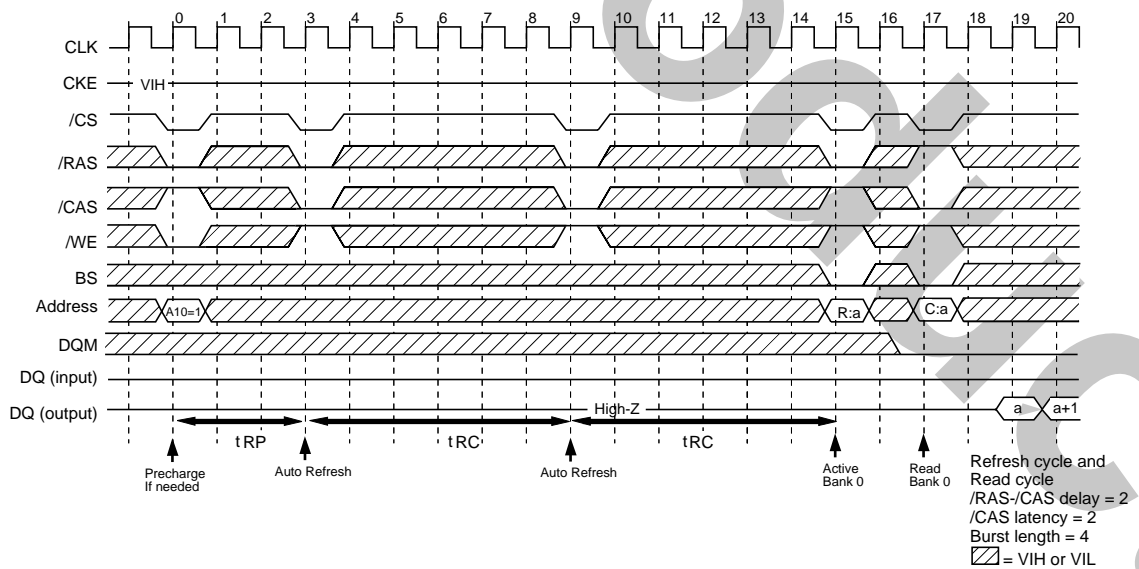 0 1 2 3 4 5 6 7 8 9 10 11 12 13 14 15 16 17 18 19 20
CLK
CKE VIH
/CS
/RAS
/CAS
/WE
BS
Address A10=1 R:a C:a
DQM
DQ (input)
DQ (output) High-Z a a+1
tRP tRC tRC
Precharge
If needed
Auto Refresh
Auto Refresh
Active
Bank 0
Read
Bank 0
Refresh cycle and
Read cycle
/RAS-/CAS delay = 2
/CAS latency = 2
Burst length = 4
= VIH or VIL